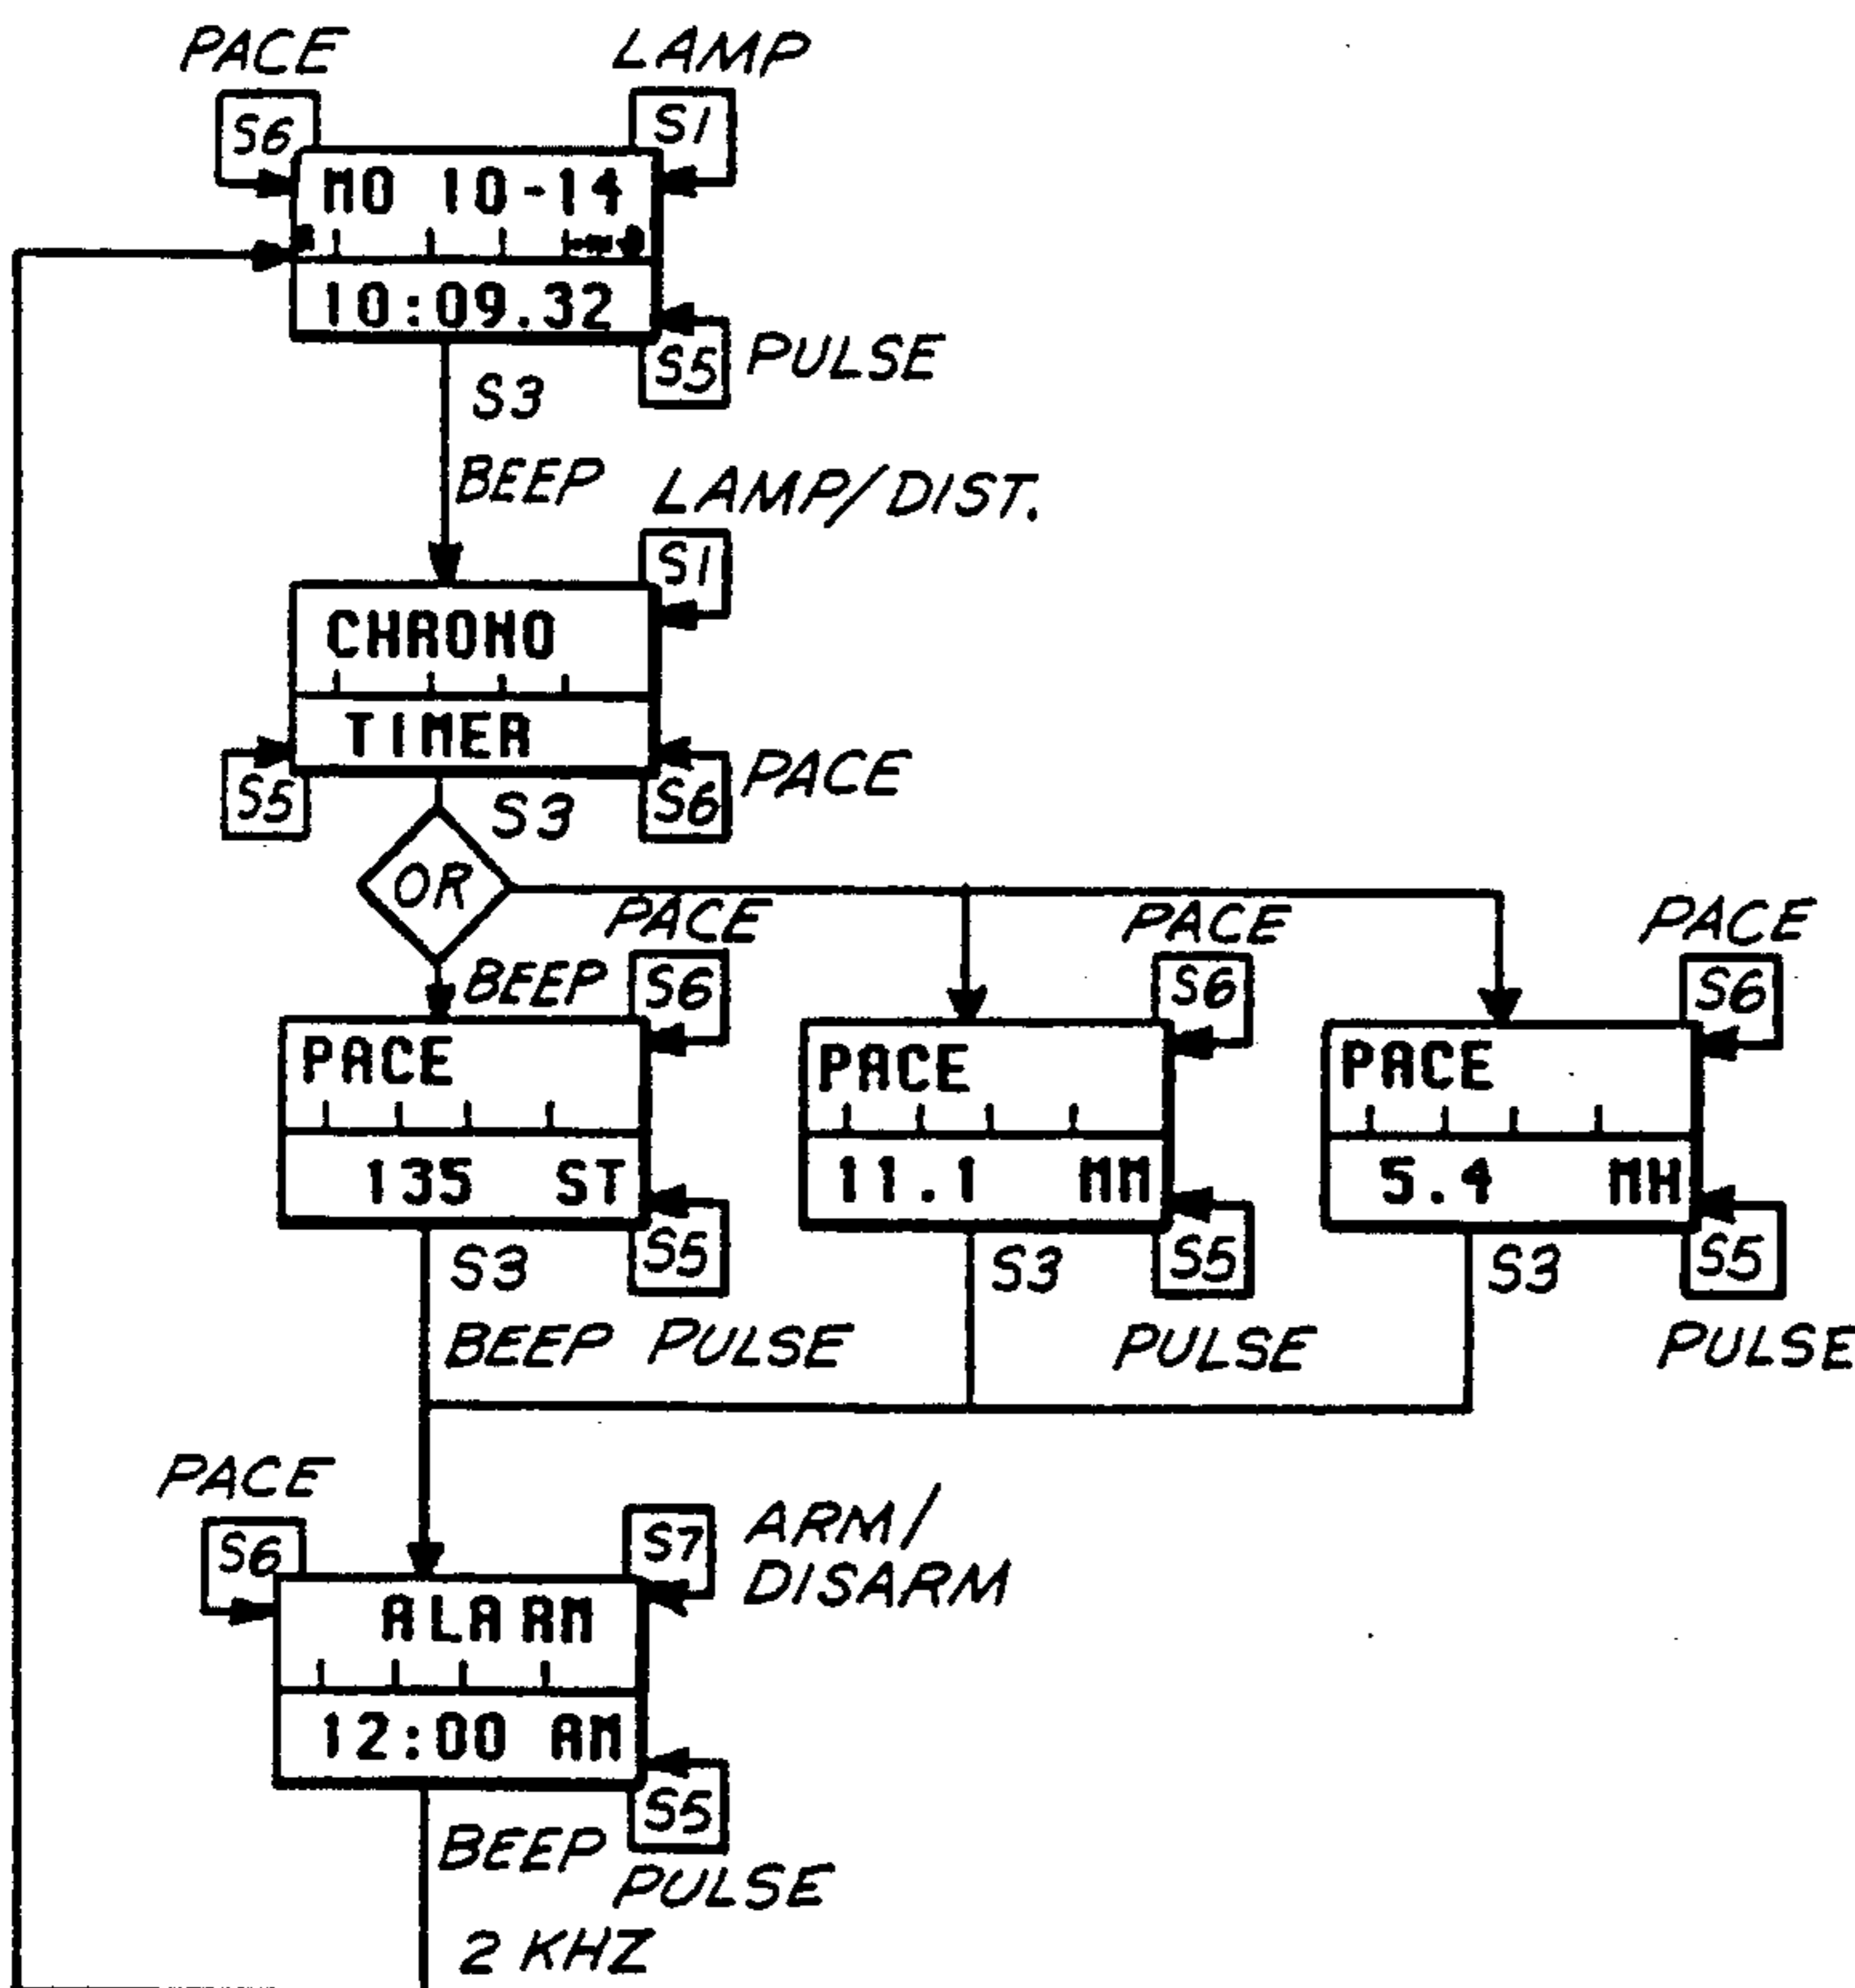 PACE LAMP
S6 S1
MO 10-14
10:09.32
S5 PULSE
S3
BEEP LAMP/DIST.
S1
CHRONO
TIMER
S5 S3 S6 PACE
OR
PACE PACE PACE
BEEP S6 S6 S6
PACE PACE PACE
135 ST 11.1 MM 5.4 MH
S3 S5 S3 S5 S3 S5
BEEP PULSE PULSE PULSE
PACE
S6 S7 ARM/
DISARM
ALARM
12:00 AM
S5
BEEP
PULSE
2 KHZ